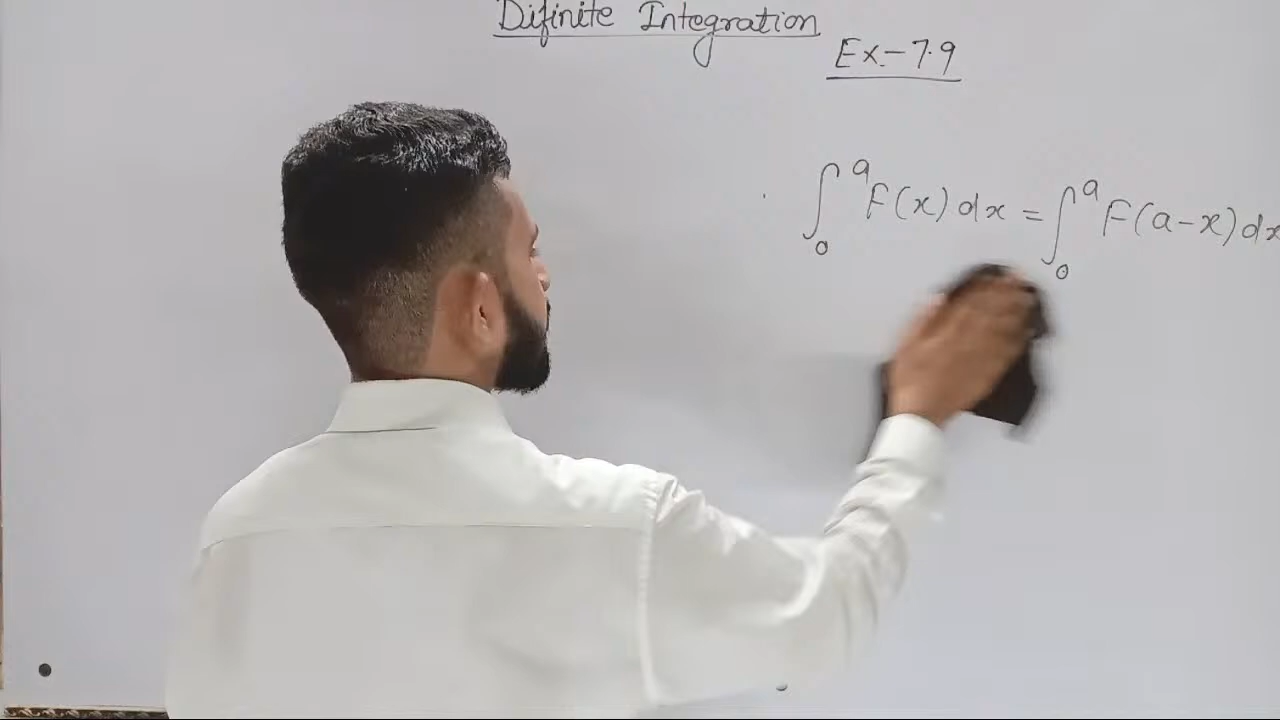 Difinite Integration
Ex.-7.9
∫₀ᵃ F(x) dx = ∫₀ᵃ F(a-x) dx